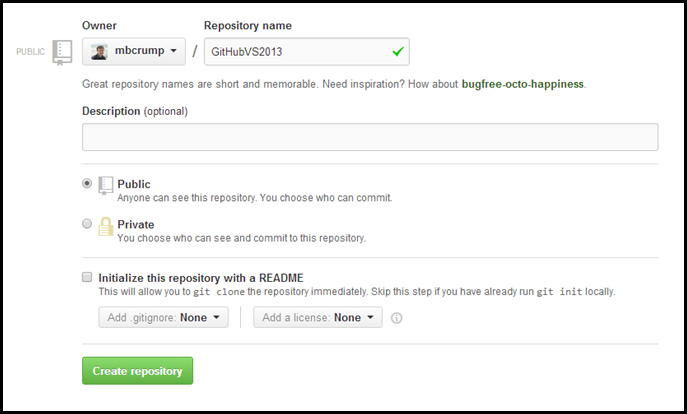 Owner Repository name
PUBLIC mbcrump / GitHubVS2013
Great repository names are short and memorable. Need inspiration? How about bugfree-octo-happiness.
Description (optional)
Public
Anyone can see this repository. You choose who can commit.
Private
You choose who can see and commit to this repository.
Initialize this repository with a README
This will allow you to git clone the repository immediately. Skip this step if you have already run git init locally.
Add .gitignore: None Add a license: None
Create repository